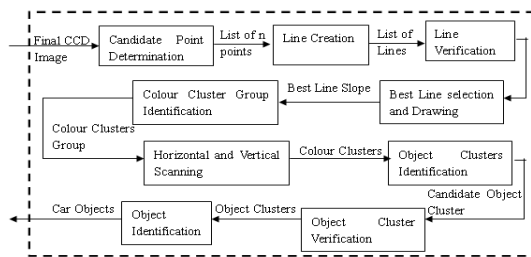 Final CCD
Image
Candidate Point
Determination
List of n
points
Line Creation
List of
Lines
Line
Verification
Best Line selection
and Drawing
Best Line Slope
Colour Cluster Group
Identification
Colour Clusters
Group
Horizontal and Vertical
Scanning
Colour Clusters
Object Clusters
Identification
Candidate Object
Cluster
Object Cluster
Verification
Object Clusters
Object
Identification
Car Objects